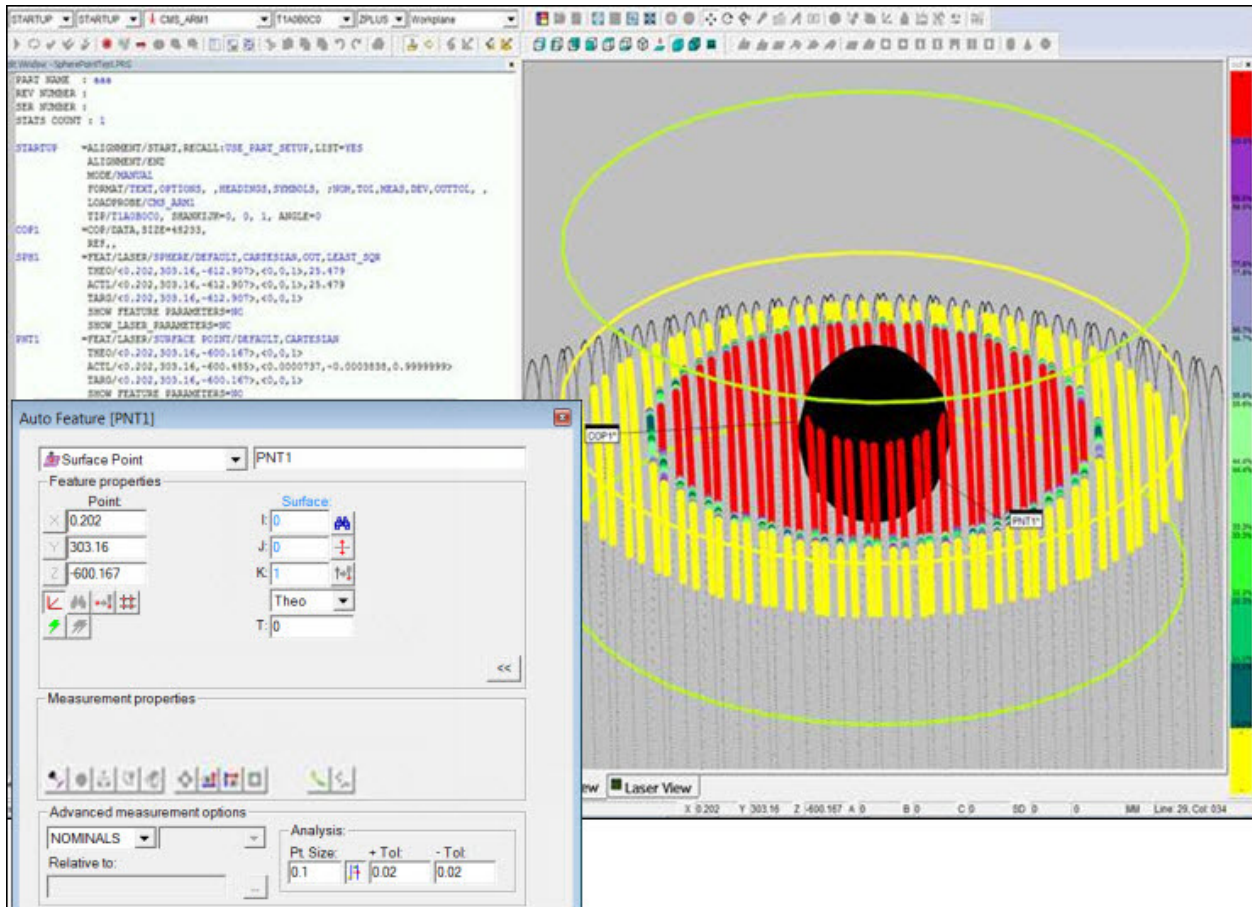 STARTUP STARTUP CMS_ARM1 T1A0B0C0 ZPLUS Workplane
Edit Window - SpherePointTest.PRG
PART NAME : aaa
REV NUMBER :
SER NUMBER :
STATS COUNT : 1
STARTUP =ALIGNMENT/START,RECALL:USE_PART_SETUP,LIST=YES
ALIGNMENT/END
MODE/MANUAL
FORMAT/TEXT,OPTIONS, ,HEADINGS,SYMBOLS, ;NOM,TOL,MEAS,DEV,OUTTOL, ,
LOADPROBE/CMS_ARM1
TIP/T1A0B0C0, SHANKIJK=0, 0, 1, ANGLE=0
COP1 =COP/DATA,SIZE=48233,
REF,,
SPH1 =FEAT/LASER/SPHERE/DEFAULT,CARTESIAN,OUT,LEAST_SQR
THEO/<0.202,303.16,-612.907>,<0,0,1>,25.479
ACTL/<0.202,303.16,-612.907>,<0,0,1>,25.479
TARG/<0.202,303.16,-612.907>,<0,0,1>
SHOW FEATURE PARAMETERS=NO
SHOW_LASER_PARAMETERS=NO
PNT1 =FEAT/LASER/SURFACE POINT/DEFAULT,CARTESIAN
THEO/<0.202,303.16,-600.167>,<0,0,1>
ACTL/<0.202,303.16,-600.485>,<0.0000737,-0.0003838,0.9999999>
TARG/<0.202,303.16,-600.167>,<0,0,1>
SHOW FEATURE PARAMETERS=NO
COP1*
PNT1*
Auto Feature [PNT1]
Surface Point PNT1
Feature properties
Point: Surface:
X 0.202 I: 0
Y 303.16 J: 0
Z -600.167 K: 1
Theo
T: 0
<<
Measurement properties
Advanced measurement options
NOMINALS
Analysis:
Pt. Size: + Tol: - Tol:
0.1 0.02 0.02
Relative to:
...
Laser View
X 0.202 Y 303.16 Z -600.167 A 0 B 0 C 0 SD 0 0 MM Line: 29, Col: 034